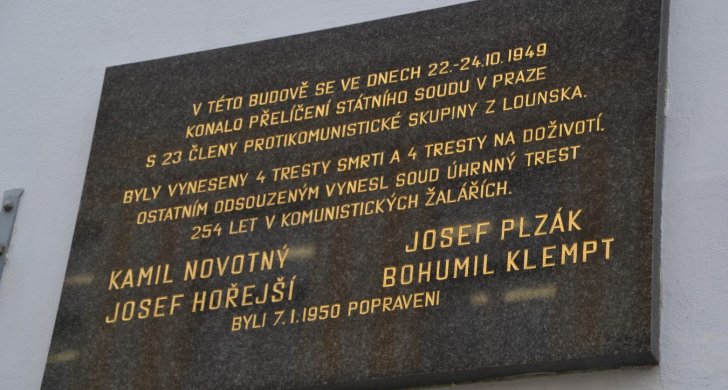 V TÉTO BUDOVĚ SE VE DNECH 22.-24.10.1949
KONALO PŘELÍČENÍ STÁTNÍHO SOUDU V PRAZE
S 23 ČLENY PROTIKOMUNISTICKÉ SKUPINY Z LOUNSKA.
BYLY VYNESENY 4 TRESTY SMRTI A 4 TRESTY NA DOŽIVOTÍ.
OSTATNÍM ODSOUZENÝM VYNESL SOUD ÚHRNNÝ TREST
254 LET V KOMUNISTICKÝCH ŽALÁŘÍCH.
KAMIL NOVOTNÝ JOSEF PLZÁK
JOSEF HOŘEJŠÍ BOHUMIL KLEMPT
BYLI 7.1.1950 POPRAVENI